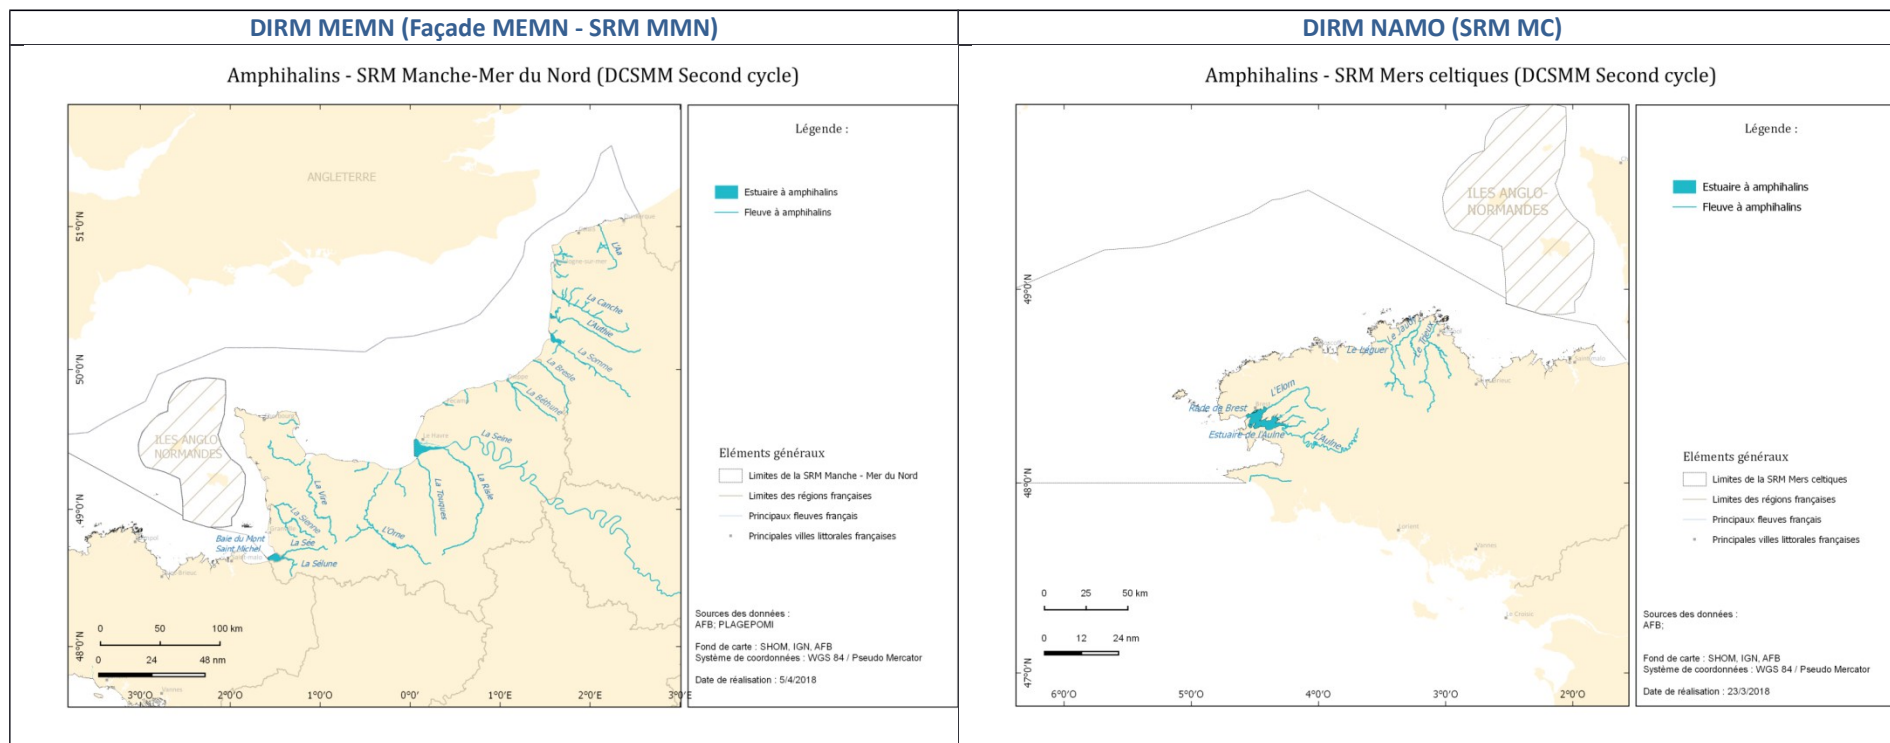 DIRM MEMN (Façade MEMN - SRM MMN)
Amphihalins - SRM Manche-Mer du Nord (DCSMM Second cycle)
ANGLETERRE
51°0'N
50°0'N
49°0'N
48°0'N
Dunkerque
L'Aa
La Canche
L'Authie
La Somme
La Bresle
Dieppe
La Béthune
Le Havre
La Seine
La Risle
La Touques
L'Orne
La Vire
La Sienne
Granville
La Sée
La Sélune
Baie du Mont
Saint Michel
ILES ANGLO-
NORMANDES
0 50 100 km
0 24 48 nm
Vannes
3°0'O 2°0'O 1°0'O 0°0' 1°0'E 2°0'E 3°0'E
Légende :
Estuaire à amphihalins
Fleuve à amphihalins
Eléments généraux
Limites de la SRM Manche - Mer du Nord
Limites des régions françaises
Principaux fleuves français
Principales villes littorales françaises
Sources des données :
AFB; PLAGEPOMI
Fond de carte : SHOM, IGN, AFB
Système de coordonnées : WGS 84 / Pseudo Mercator
Date de réalisation : 5/4/2018
DIRM NAMO (SRM MC)
Amphihalins - SRM Mers celtiques (DCSMM Second cycle)
ILES ANGLO-
NORMANDES
49°0'N
48°0'N
47°0'N
Le Jaudy
Le Trieux
Le Léguer
L'Elorn
Rade de Brest
Estuaire de l'Aulne
L'Aulne
Lorient
Vannes
Le Croisic
0 25 50 km
0 12 24 nm
6°0'O 5°0'O 4°0'O 3°0'O 2°0'O
Légende :
Estuaire à amphihalins
Fleuve à amphihalins
Eléments généraux
Limites de la SRM Mers celtiques
Limites des régions françaises
Principaux fleuves français
Principales villes littorales françaises
Sources des données :
AFB;
Fond de carte : SHOM, IGN, AFB
Système de coordonnées : WGS 84 / Pseudo Mercator
Date de réalisation : 23/3/2018